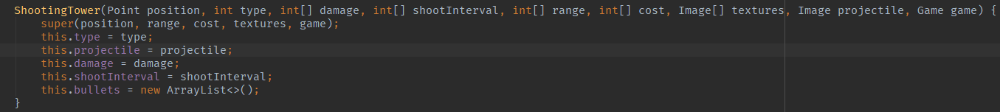 ShootingTower(Point position, int type, int[] damage, int[] shootInterval, int[] range, int[] cost, Image[] textures, Image projectile, Game game) {
    super(position, range, cost, textures, game);
    this.type = type;
    this.projectile = projectile;
    this.damage = damage;
    this.shootInterval = shootInterval;
    this.bullets = new ArrayList<>();
}